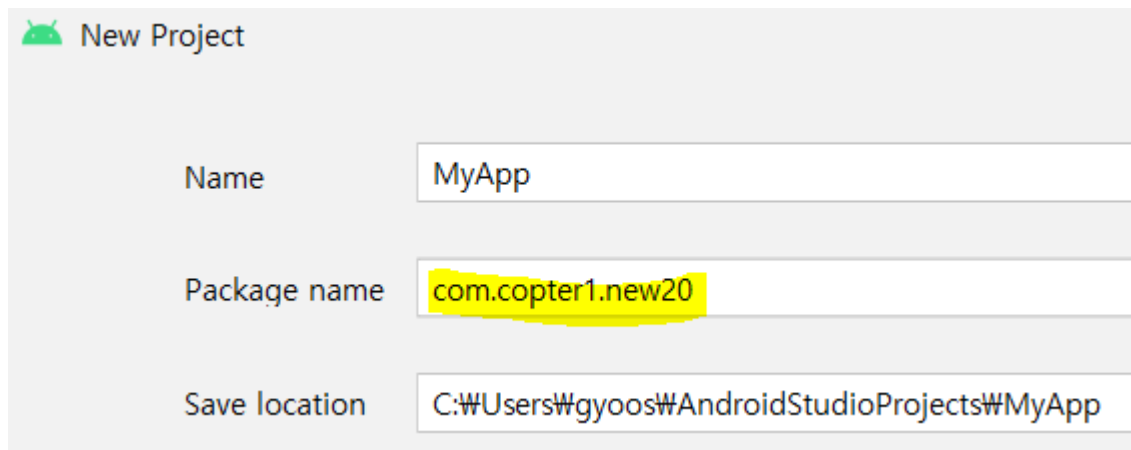 New Project
Name MyApp
Package name com.copter1.new20
Save location C:₩Users₩gyoos₩AndroidStudioProjects₩MyApp